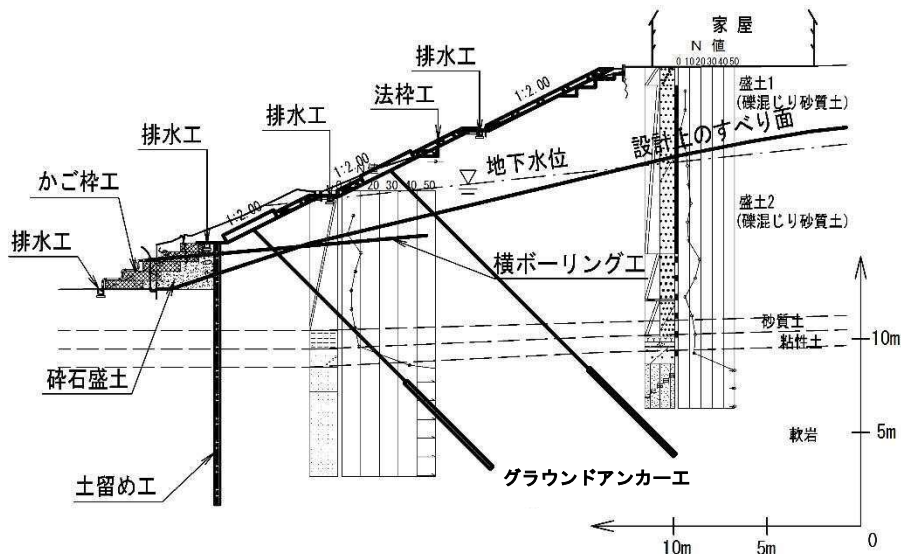 家屋
N 値
0 10 20 30 40 50
排水工
盛土1
(礫混じり砂質土)
1:2.00
法枠工
設計上のすべり面
排水工
排水工
1:2.00
地下水位
値
10 20 30 40 50
かご枠工
1:2.00
盛土2
(礫混じり砂質土)
排水工
横ボーリング工
砂質土
粘性土
10m
砕石盛土
軟岩
5m
土留め工
グラウンドアンカー工
10m
5m
0